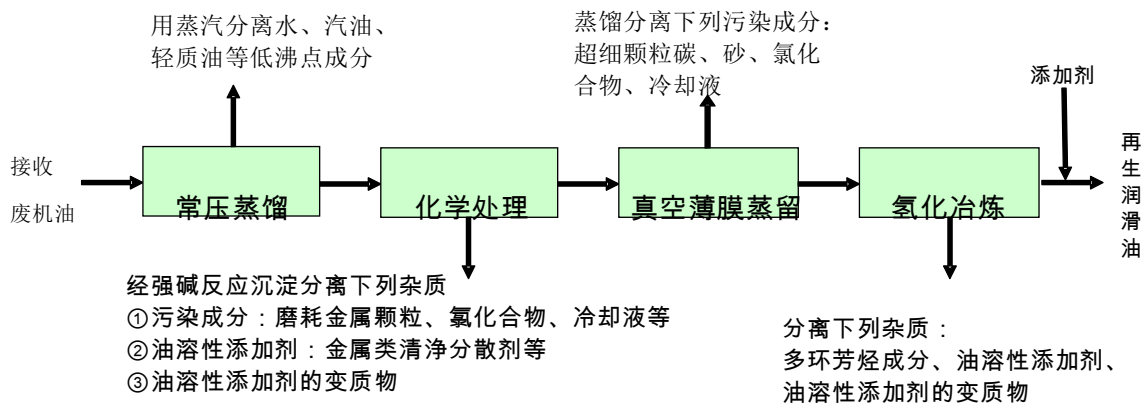 用蒸汽分离水、汽油、
轻质油等低沸点成分
蒸馏分离下列污染成分：
超细颗粒碳、砂、氯化
合物、冷却液
添加剂
接收
废机油
常压蒸馏
化学处理
真空薄膜蒸留
氢化冶炼
再生润滑油
经强碱反应沉淀分离下列杂质
①污染成分：磨耗金属颗粒、氯化合物、冷却液等
②油溶性添加剂：金属类清浄分散剂等
③油溶性添加剂的变质物
分离下列杂质：
多环芳烃成分、油溶性添加剂、
油溶性添加剂的变质物